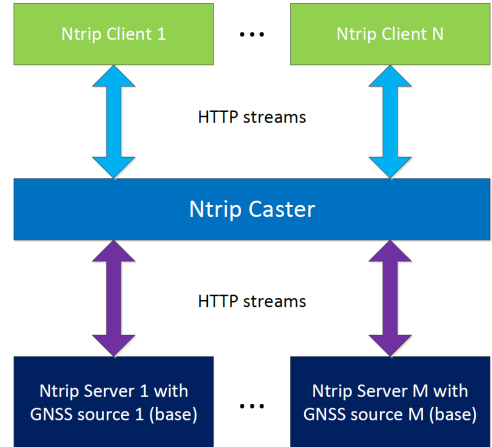 Ntrip Client 1
...
Ntrip Client N
HTTP streams
Ntrip Caster
HTTP streams
Ntrip Server 1 with
GNSS source 1 (base)
...
Ntrip Server M with
GNSS source M (base)